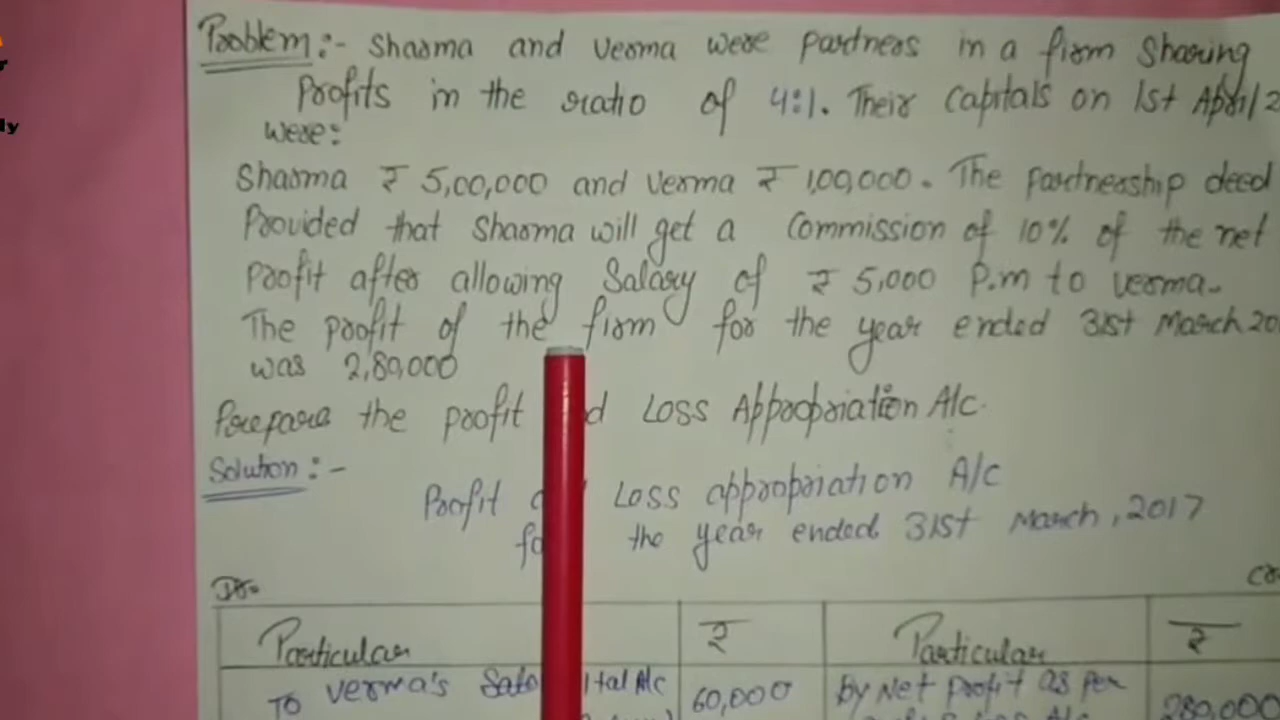 Problem:- Sharma and Verma were partners in a firm Sharing
Profits in the ratio of 4:1. Their Capitals on 1st April 2
were:
Sharma ₹ 5,00,000 and Verma ₹ 1,00,000. The partnership deed
Provided that Sharma will get a Commission of 10% of the net
profit after allowing Salary of ₹ 5,000 P.m to verma.
The profit of the firm for the year ended 31st March 20
was 2,80,000
Prepare the profit Loss Appropriation A/c.
Solution:-
Profit Loss appropriation A/c
the year ended 31st March, 2017
Dr.
Particular ₹ Particular ₹
To Verma's A/c 60,000 by Net profit as per 280,000